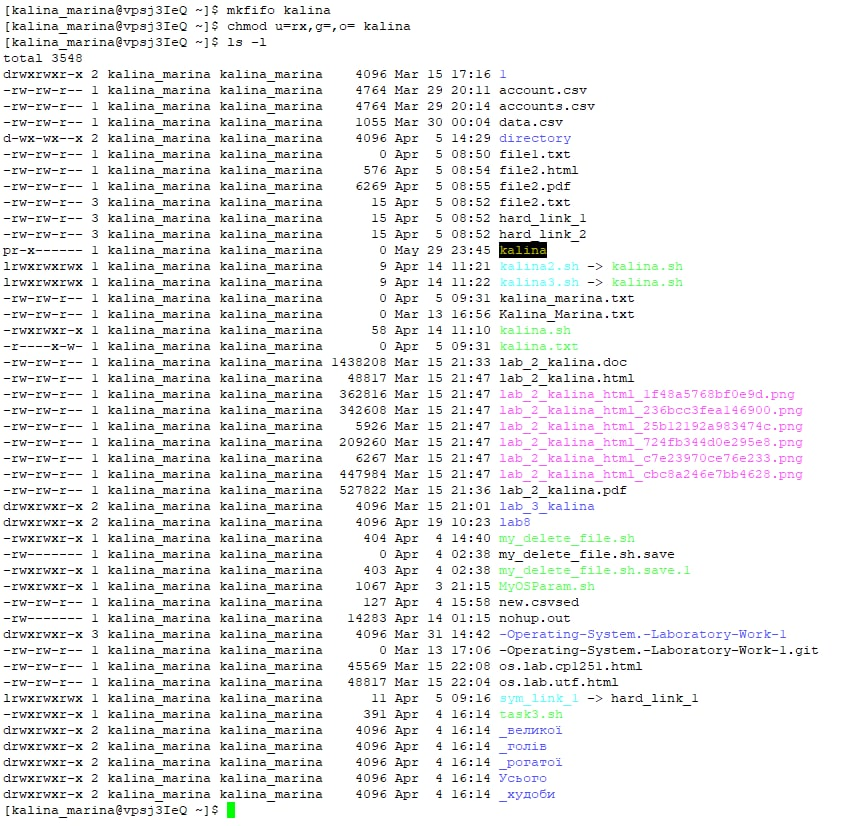 [kalina_marina@vpsj3IeQ ~]$ mkfifo kalina
[kalina_marina@vpsj3IeQ ~]$ chmod u=rx,g=,o= kalina
[kalina_marina@vpsj3IeQ ~]$ ls -l
total 3548
drwxrwxr-x 2 kalina_marina kalina_marina    4096 Mar 15 17:16 1
-rw-rw-r-- 1 kalina_marina kalina_marina    4764 Mar 29 20:11 account.csv
-rw-rw-r-- 1 kalina_marina kalina_marina    4764 Mar 29 20:14 accounts.csv
-rw-rw-r-- 1 kalina_marina kalina_marina    1055 Mar 30 00:04 data.csv
d-wx-wx--x 2 kalina_marina kalina_marina    4096 Apr  5 14:29 directory
-rw-rw-r-- 1 kalina_marina kalina_marina       0 Apr  5 08:50 file1.txt
-rw-rw-r-- 1 kalina_marina kalina_marina     576 Apr  5 08:54 file2.html
-rw-rw-r-- 1 kalina_marina kalina_marina    6269 Apr  5 08:55 file2.pdf
-rw-rw-r-- 3 kalina_marina kalina_marina      15 Apr  5 08:52 file2.txt
-rw-rw-r-- 3 kalina_marina kalina_marina      15 Apr  5 08:52 hard_link_1
-rw-rw-r-- 3 kalina_marina kalina_marina      15 Apr  5 08:52 hard_link_2
pr-x------ 1 kalina_marina kalina_marina       0 May 29 23:45 kalina
lrwxrwxrwx 1 kalina_marina kalina_marina       9 Apr 14 11:21 kalina2.sh -> kalina.sh
lrwxrwxrwx 1 kalina_marina kalina_marina       9 Apr 14 11:22 kalina3.sh -> kalina.sh
-rw-rw-r-- 1 kalina_marina kalina_marina       0 Apr  5 09:31 kalina_marina.txt
-rw-rw-r-- 1 kalina_marina kalina_marina       0 Mar 13 16:56 Kalina_Marina.txt
-rwxrwxr-x 1 kalina_marina kalina_marina      58 Apr 14 11:10 kalina.sh
-r----x-w- 1 kalina_marina kalina_marina       0 Apr  5 09:31 kalina.txt
-rw-rw-r-- 1 kalina_marina kalina_marina 1438208 Mar 15 21:33 lab_2_kalina.doc
-rw-rw-r-- 1 kalina_marina kalina_marina   48817 Mar 15 21:47 lab_2_kalina.html
-rw-rw-r-- 1 kalina_marina kalina_marina  362816 Mar 15 21:47 lab_2_kalina_html_1f48a5768bf0e9d.png
-rw-rw-r-- 1 kalina_marina kalina_marina  342608 Mar 15 21:47 lab_2_kalina_html_236bcc3fea146900.png
-rw-rw-r-- 1 kalina_marina kalina_marina    5926 Mar 15 21:47 lab_2_kalina_html_25b12192a983474c.png
-rw-rw-r-- 1 kalina_marina kalina_marina  209260 Mar 15 21:47 lab_2_kalina_html_724fb344d0e295e8.png
-rw-rw-r-- 1 kalina_marina kalina_marina    6267 Mar 15 21:47 lab_2_kalina_html_c7e23970ce76e233.png
-rw-rw-r-- 1 kalina_marina kalina_marina  447984 Mar 15 21:47 lab_2_kalina_html_cbc8a246e7bb4628.png
-rw-rw-r-- 1 kalina_marina kalina_marina  527822 Mar 15 21:36 lab_2_kalina.pdf
drwxrwxr-x 2 kalina_marina kalina_marina    4096 Mar 15 21:01 lab_3_kalina
drwxrwxr-x 2 kalina_marina kalina_marina    4096 Apr 19 10:23 lab8
-rwxrwxr-x 1 kalina_marina kalina_marina     404 Apr  4 14:40 my_delete_file.sh
-rw------- 1 kalina_marina kalina_marina       0 Apr  4 02:38 my_delete_file.sh.save
-rwxrwxr-x 1 kalina_marina kalina_marina     403 Apr  4 02:38 my_delete_file.sh.save.1
-rwxrwxr-x 1 kalina_marina kalina_marina    1067 Apr  3 21:15 MyOSParam.sh
-rw-rw-r-- 1 kalina_marina kalina_marina     127 Apr  4 15:58 new.csvsed
-rw------- 1 kalina_marina kalina_marina   14283 Apr 14 01:15 nohup.out
drwxrwxr-x 3 kalina_marina kalina_marina    4096 Mar 31 14:42 -Operating-System.-Laboratory-Work-1
-rw-rw-r-- 1 kalina_marina kalina_marina       0 Mar 13 17:06 -Operating-System.-Laboratory-Work-1.git
-rw-rw-r-- 1 kalina_marina kalina_marina   45569 Mar 15 22:08 os.lab.cp1251.html
-rw-rw-r-- 1 kalina_marina kalina_marina   48817 Mar 15 22:04 os.lab.utf.html
lrwxrwxrwx 1 kalina_marina kalina_marina      11 Apr  5 09:16 sym_link_1 -> hard_link_1
-rwxrwxr-x 1 kalina_marina kalina_marina     391 Apr  4 16:14 task3.sh
drwxrwxr-x 2 kalina_marina kalina_marina    4096 Apr  4 16:14 _великої
drwxrwxr-x 2 kalina_marina kalina_marina    4096 Apr  4 16:14 _голів
drwxrwxr-x 2 kalina_marina kalina_marina    4096 Apr  4 16:14 _рогатої
drwxrwxr-x 2 kalina_marina kalina_marina    4096 Apr  4 16:14 Усього
drwxrwxr-x 2 kalina_marina kalina_marina    4096 Apr  4 16:14 _худоби
[kalina_marina@vpsj3IeQ ~]$